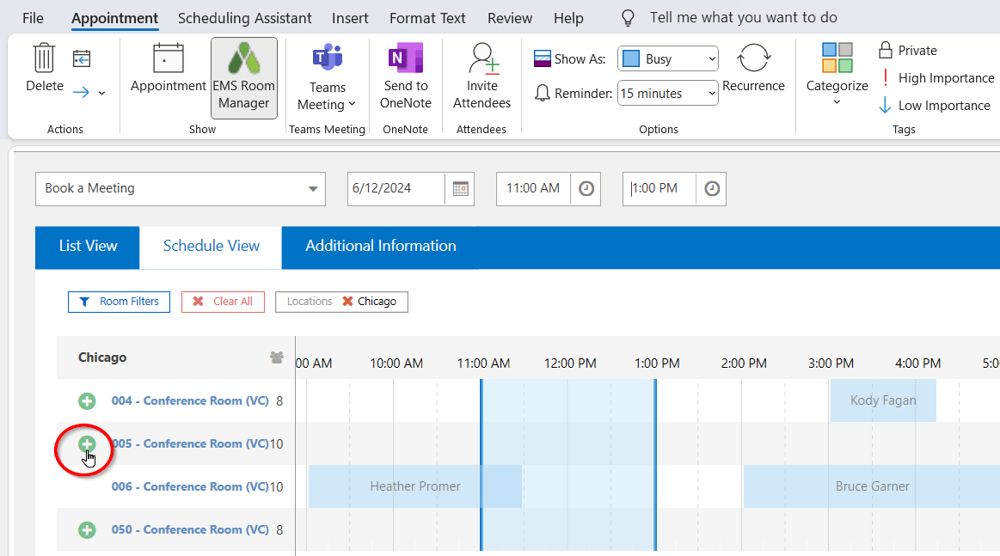 File Appointment Scheduling Assistant Insert Format Text Review Help Tell me what you want to do
Delete
Appointment
EMS Room
Manager
Teams
Meeting
Send to
OneNote
Invite
Attendees
Show As: Busy
Reminder: 15 minutes
Recurrence
Categorize
Private
High Importance
Low Importance
Actions Show Teams Meeting OneNote Attendees Options Tags
Book a Meeting 6/12/2024 11:00 AM 1:00 PM
List View Schedule View Additional Information
Room Filters Clear All Locations Chicago
Chicago :00 AM 10:00 AM 11:00 AM 12:00 PM 1:00 PM 2:00 PM 3:00 PM 4:00 PM 5:0
004 - Conference Room (VC) 8 Kody Fagan
005 - Conference Room (VC) 10
006 - Conference Room (VC) 10 Heather Promer Bruce Garner
050 - Conference Room (VC) 8